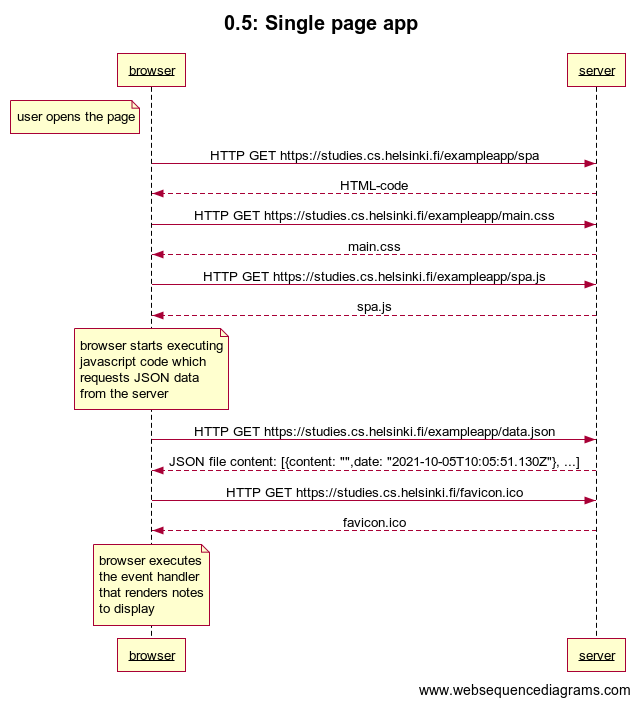 0.5: Single page app
browser
server
user opens the page
HTTP GET https://studies.cs.helsinki.fi/exampleapp/spa
HTML-code
HTTP GET https://studies.cs.helsinki.fi/exampleapp/main.css
main.css
HTTP GET https://studies.cs.helsinki.fi/exampleapp/spa.js
spa.js
browser starts executing
javascript code which
requests JSON data
from the server
HTTP GET https://studies.cs.helsinki.fi/exampleapp/data.json
JSON file content: [{content: "",date: "2021-10-05T10:05:51.130Z"}, ...]
HTTP GET https://studies.cs.helsinki.fi/favicon.ico
favicon.ico
browser executes
the event handler
that renders notes
to display
browser
server
www.websequencediagrams.com